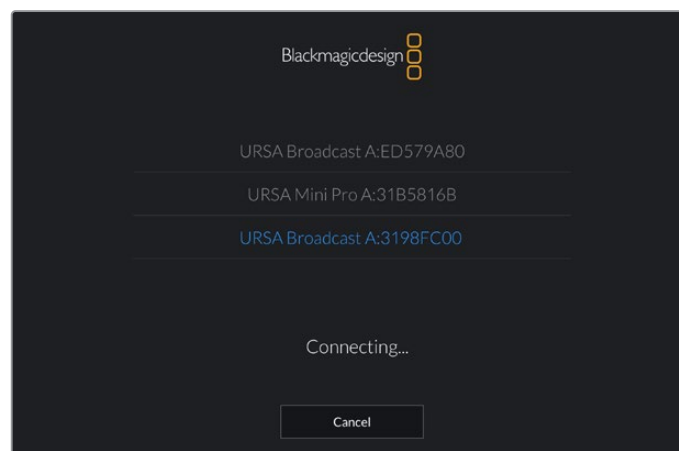 Blackmagicdesign
URSA Broadcast A:ED579A80
URSA Mini Pro A:31B5816B
URSA Broadcast A:3198FC00
Connecting...
Cancel